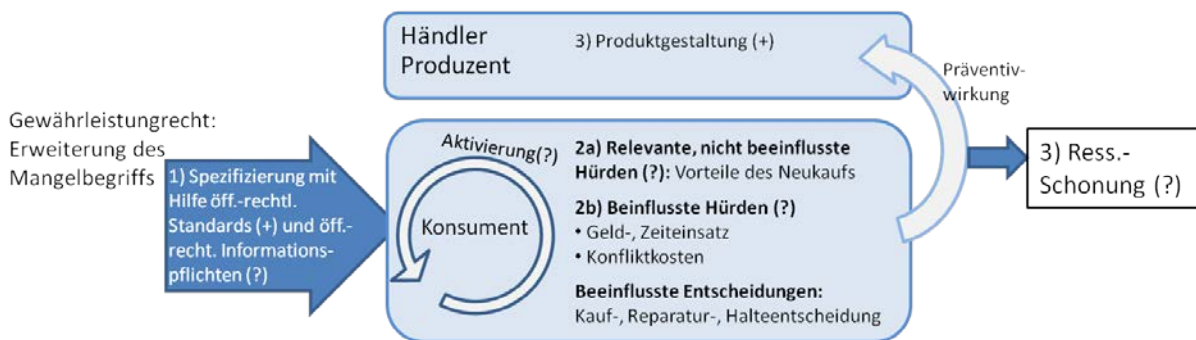 Händler
Produzent
3) Produktgestaltung (+)
Präventiv-
wirkung
Gewährleistungrecht:
Erweiterung des
Mangelbegriffs
1) Spezifizierung mit
Hilfe öff.-rechtl.
Standards (+) und öff.-
recht. Informations-
pflichten (?)
Aktivierung(?)
Konsument
2a) Relevante, nicht beeinflusste
Hürden (?): Vorteile des Neukaufs
2b) Beinflusste Hürden (?)
• Geld-, Zeiteinsatz
• Konfliktkosten
Beeinflusste Entscheidungen:
Kauf-, Reparatur-, Halteentscheidung
3) Ress.-
Schonung (?)